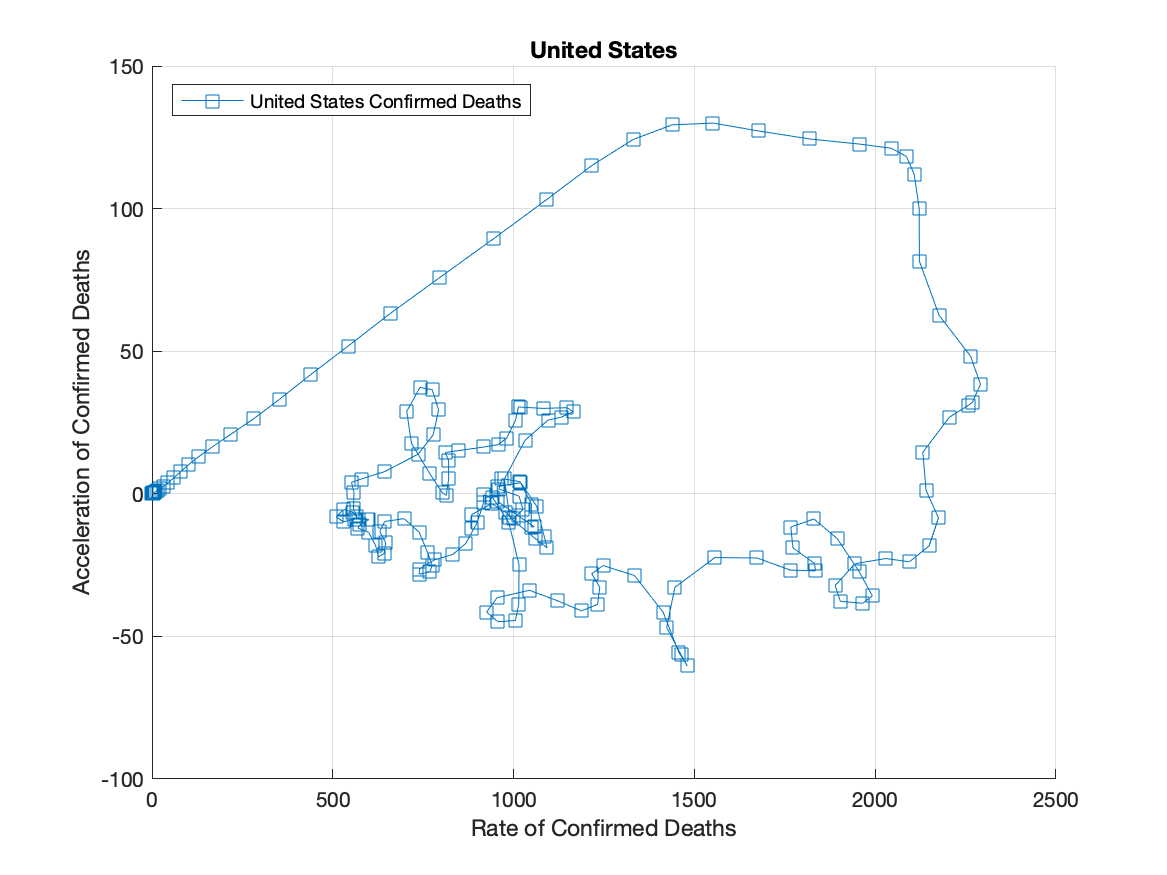 United States
United States Confirmed Deaths
150
100
50
0
-50
-100
Acceleration of Confirmed Deaths
0 500 1000 1500 2000 2500
Rate of Confirmed Deaths